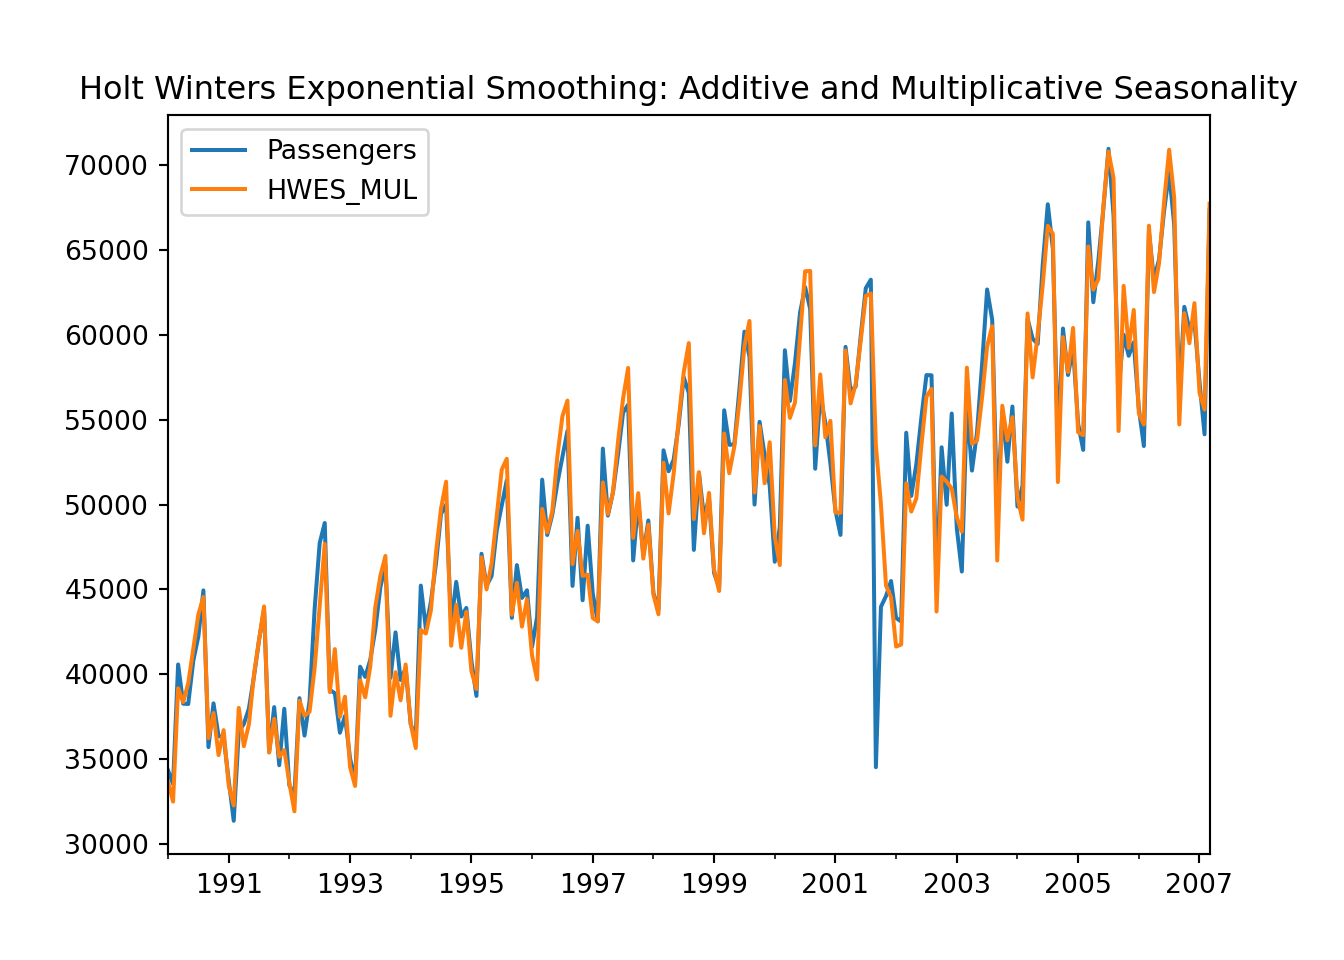 Holt Winters Exponential Smoothing: Additive and Multiplicative Seasonality
Passengers
HWES_MUL
70000
65000
60000
55000
50000
45000
40000
35000
30000
1991 1993 1995 1997 1999 2001 2003 2005 2007